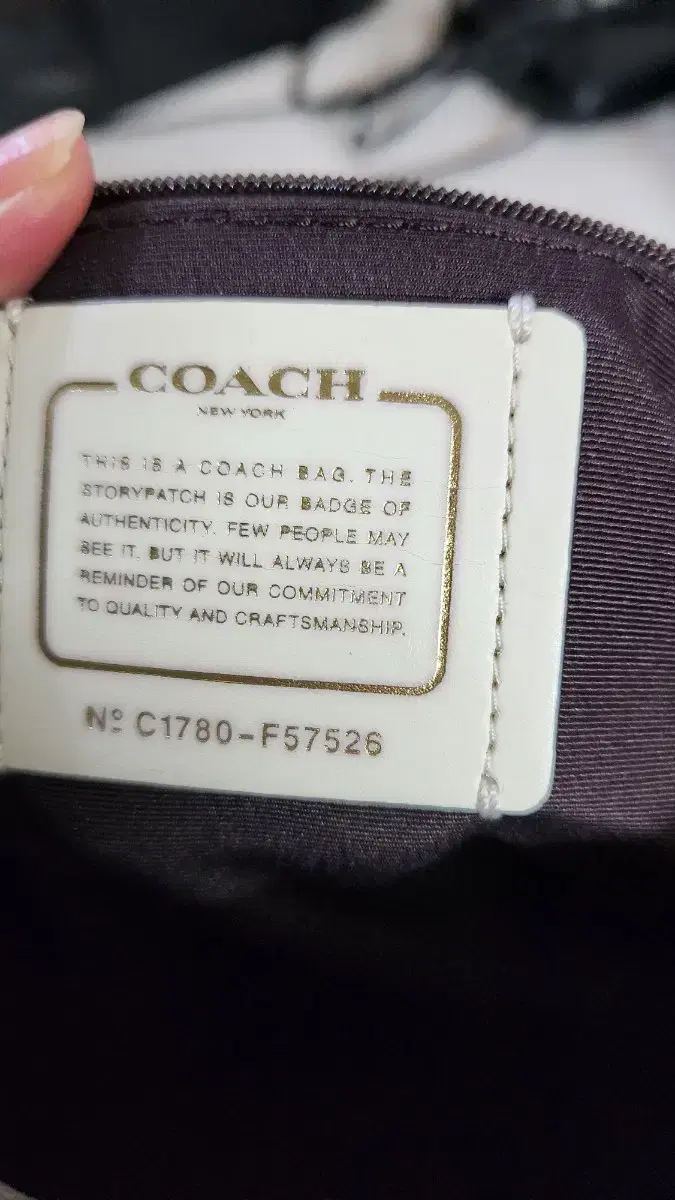 COACH
NEW YORK
THIS IS A COACH BAG. THE
STORYPATCH IS OUR BADGE OF
AUTHENTICITY. FEW PEOPLE MAY
SEE IT. BUT IT WILL ALWAYS BE A
REMINDER OF OUR COMMITMENT
TO QUALITY AND CRAFTSMANSHIP.
Nº C1780-F57526